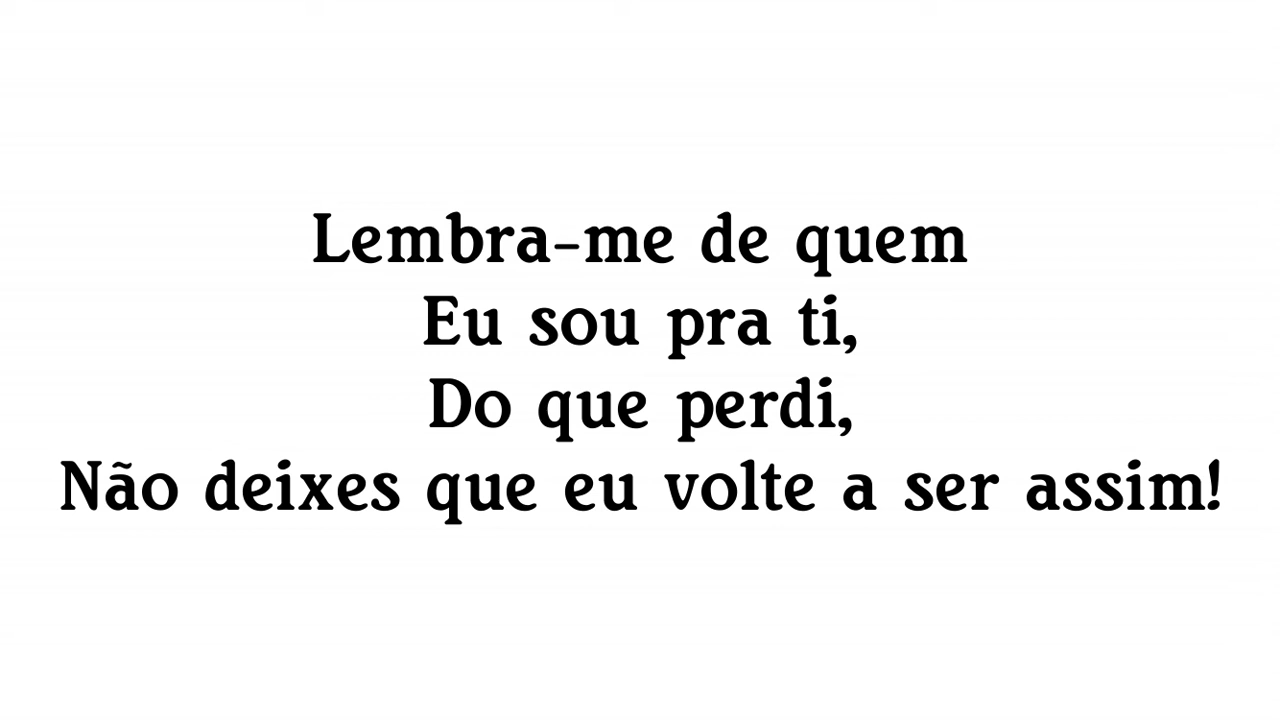 Lembra-me de quem
Eu sou pra ti,
Do que perdi,
Não deixes que eu volte a ser assim!